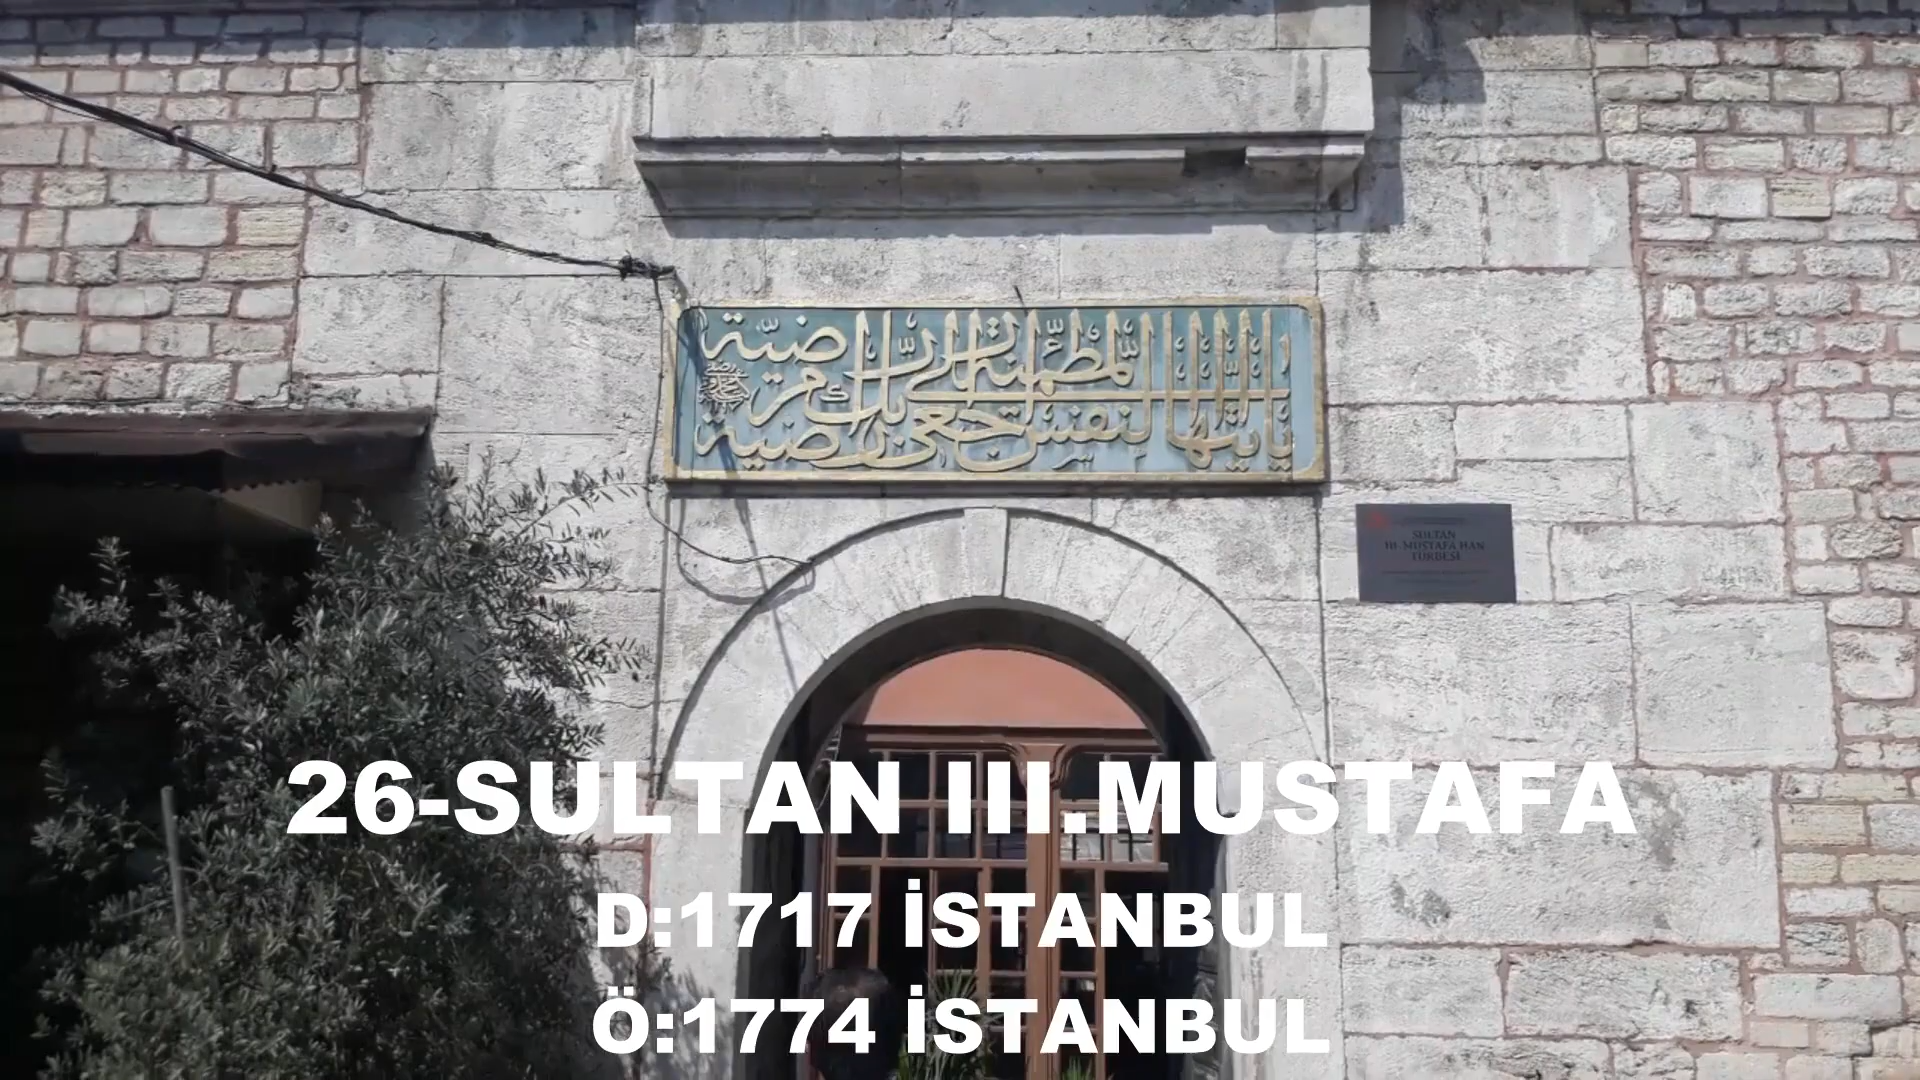 يا أيتها النفس المطمئنة ارجعي إلى ربك راضية مرضية
SULTAN
III. MUSTAFA HAN
TÜRBESİ
26-SULTAN III.MUSTAFA
D:1717 İSTANBUL
Ö:1774 İSTANBUL